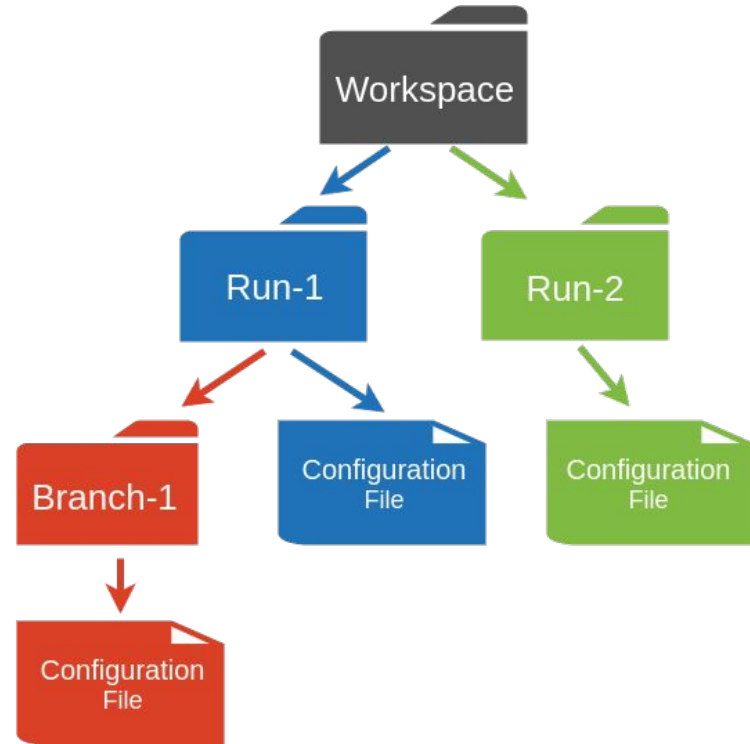 Workspace
Run-1
Run-2
Branch-1
Configuration
File
Configuration
File
Configuration
File